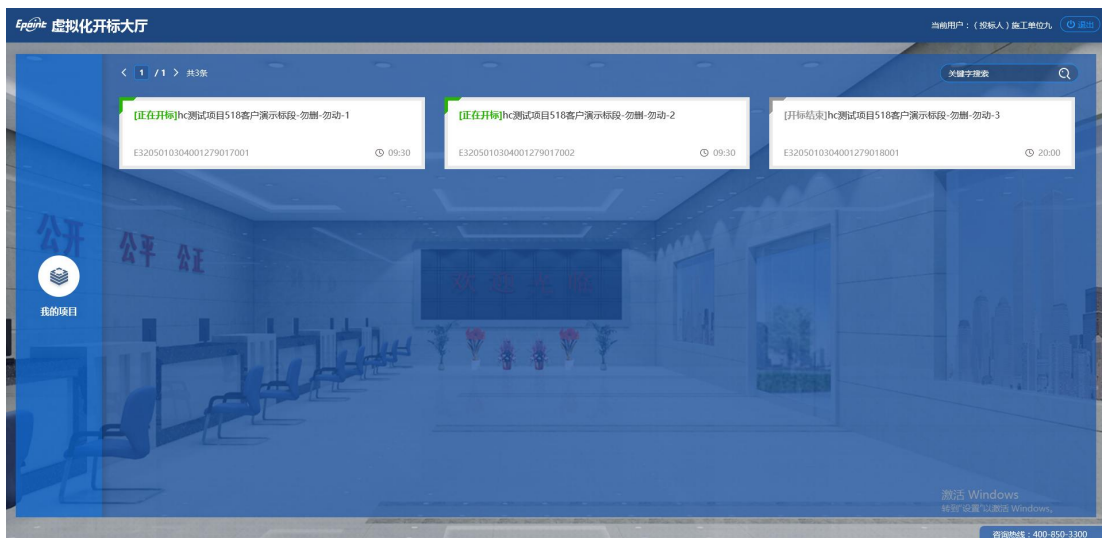 Epoint 虚拟化开标大厅
当前用户：（投标人）施工单位九 退出
1 / 1 共3条
关键字搜索
[正在开标]hc测试项目518客户演示标段-勿删-勿动-1
E3205010304001279017001 09:30
[正在开标]hc测试项目518客户演示标段-勿删-勿动-2
E3205010304001279017002 09:30
[开标结束]hc测试项目518客户演示标段-勿删-勿动-3
E3205010304001279018001 20:00
公开 公平 公正
欢迎光临
我的项目
激活 Windows
转到"设置"以激活 Windows。
咨询热线：400-850-3300